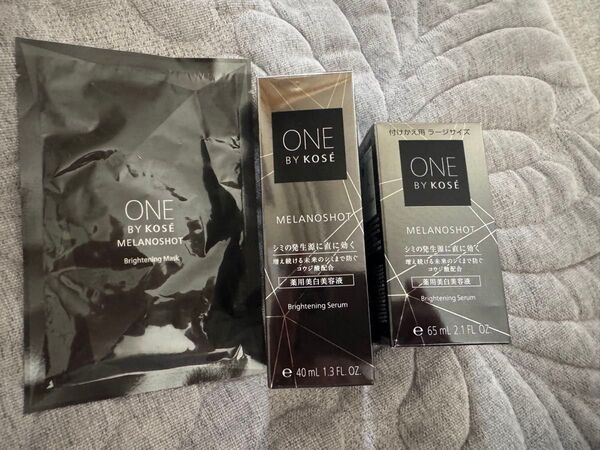 ONE
BY KOSÉ
MELANOSHOT
Brightening Mask
ONE
BY KOSÉ
MELANOSHOT
シミの発生源に直に効く
増え続ける未来のシミまで防ぐ
コウジ酸配合
薬用美白美容液
Brightening Serum
℮ 40 mL 1.3 FL. OZ.
付けかえ用 ラージサイズ
ONE
BY KOSÉ
MELANOSHOT
シミの発生源に直に効く
増え続ける未来のシミまで防ぐ
コウジ酸配合
薬用美白美容液
Brightening Serum
℮ 65 mL 2.1 FL. OZ.